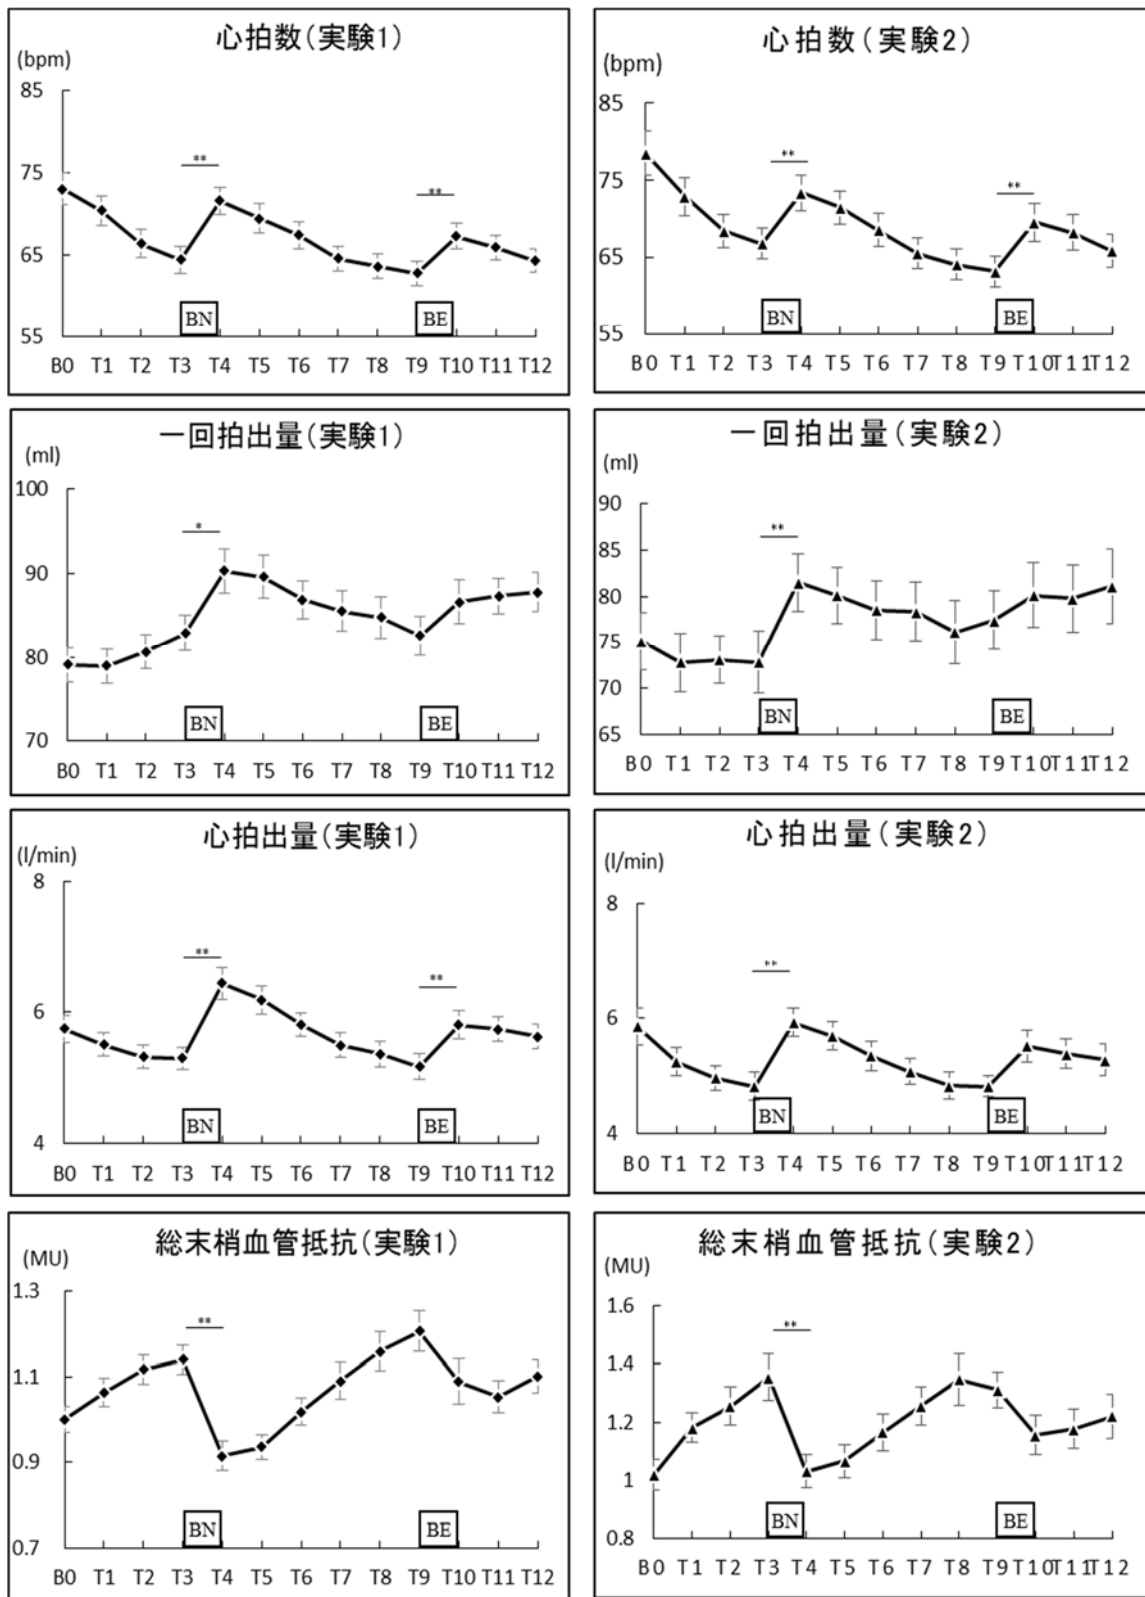 心拍数(実験1)
(bpm)
85
**
75
**
65
BN
BE
55
B0 T1 T2 T3 T4 T5 T6 T7 T8 T9 T10 T11 T12
心拍数(実験2)
(bpm)
85
**
75
**
65
BN
BE
55
B0 T1 T2 T3 T4 T5 T6 T7 T8 T9 T10 T11 T12
一回拍出量(実験1)
(ml)
100
*
90
80
BN
BE
70
B0 T1 T2 T3 T4 T5 T6 T7 T8 T9 T10 T11 T12
一回拍出量(実験2)
(ml)
90
**
85
80
75
70
BN
BE
65
B0 T1 T2 T3 T4 T5 T6 T7 T8 T9 T10 T11 T12
心拍出量(実験1)
(l/min)
8
**
**
6
BN
BE
4
B0 T1 T2 T3 T4 T5 T6 T7 T8 T9 T10 T11 T12
心拍出量(実験2)
(l/min)
8
**
6
BN
BE
4
B0 T1 T2 T3 T4 T5 T6 T7 T8 T9 T10 T11 T12
総末梢血管抵抗(実験1)
(MU)
1.3
**
1.1
0.9
BN
BE
0.7
B0 T1 T2 T3 T4 T5 T6 T7 T8 T9 T10 T11 T12
総末梢血管抵抗(実験2)
(MU)
1.6
**
1.4
1.2
1
BN
BE
0.8
B0 T1 T2 T3 T4 T5 T6 T7 T8 T9 T10 T11 T12